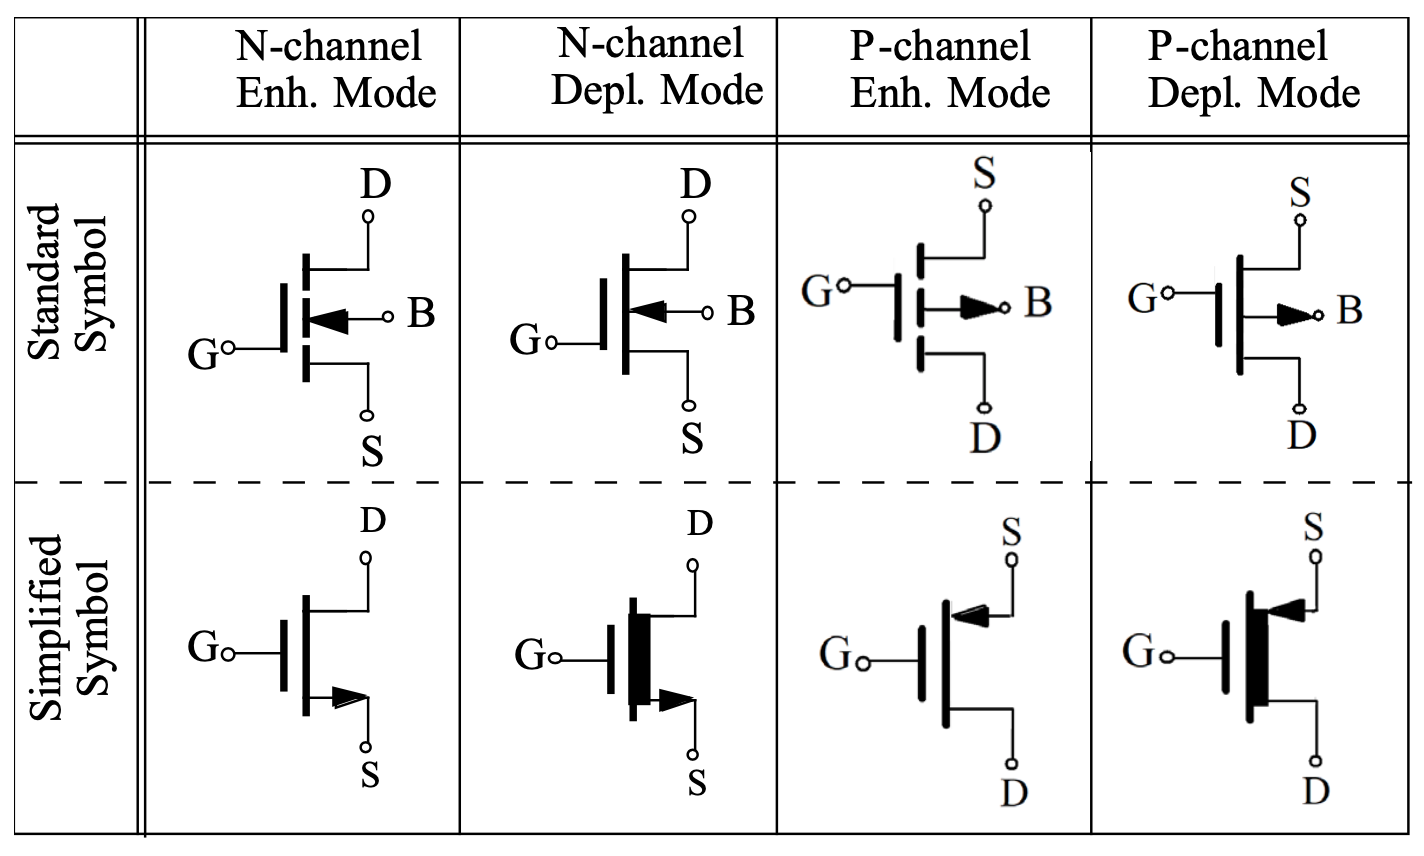 N-channel
Enh. Mode
N-channel
Depl. Mode
P-channel
Enh. Mode
P-channel
Depl. Mode
Standard
Symbol
D
G
B
S
D
G
B
S
S
G
B
D
S
G
B
D
Simplified
Symbol
D
G
S
D
G
S
S
G
D
S
G
D